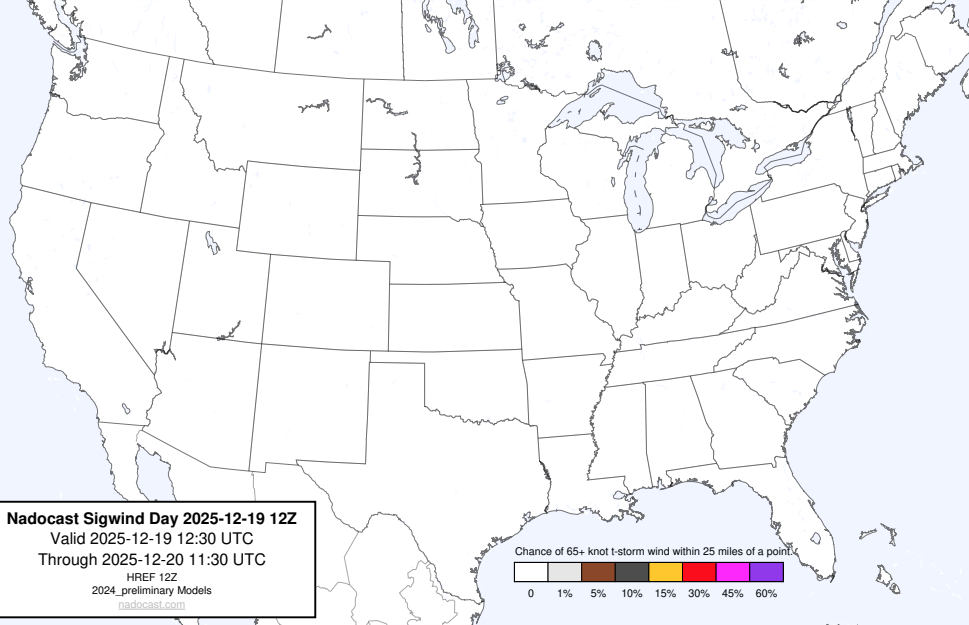 Nadocast Sigwind Day 2025-12-19 12Z
Valid 2025-12-19 12:30 UTC
Through 2025-12-20 11:30 UTC
HREF 12Z
2024_preliminary Models
nadocast.com
Chance of 65+ knot t-storm wind within 25 miles of a point.
0 1% 5% 10% 15% 30% 45% 60%